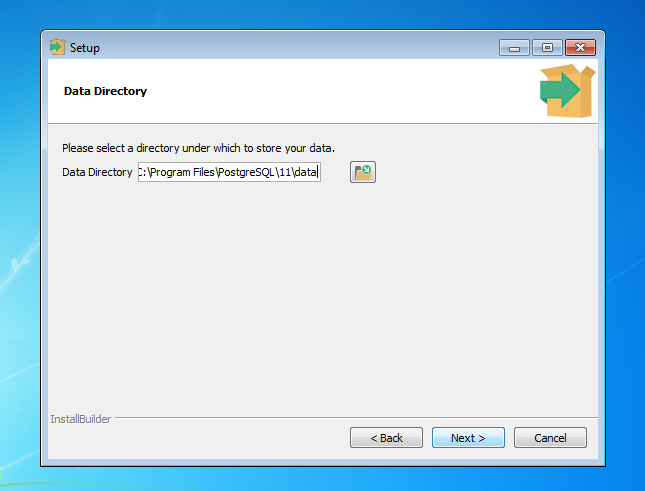 Setup
Data Directory
Please select a directory under which to store your data.
Data Directory C:\Program Files\PostgreSQL\11\data
InstallBuilder
< Back Next > Cancel